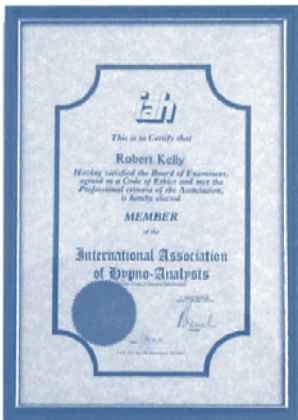 iah
This is to Certify that
Robert Kelly
Having satisfied the Board of Examiners,
agreed to a Code of Ethics and met the
Professional criteria of the Association,
is hereby elected
MEMBER
of the
International Association
of Hypno-Analysts